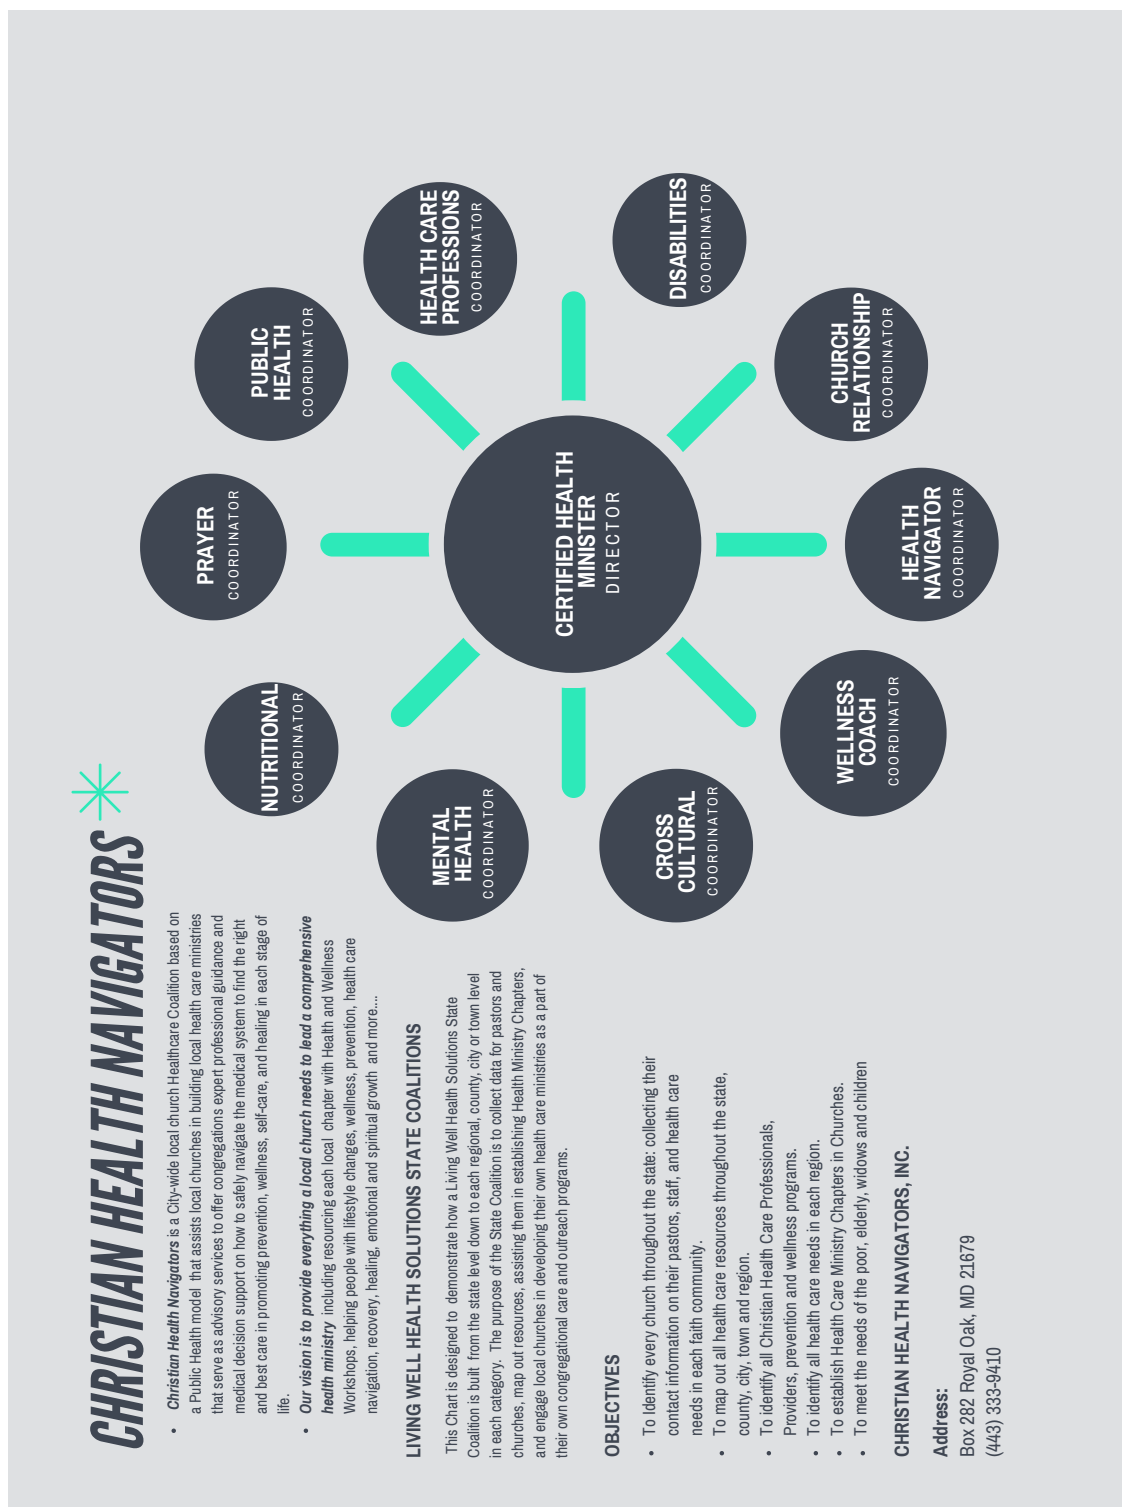 CHRISTIAN HEALTH NAVIGATORS
• Christian Health Navigators is a City-wide local church Healthcare Coalition based on
a Public Health model that assists local churches in building local health care ministries
that serve as advisory services to offer congregations expert professional guidance and
medical decision support on how to safely navigate the medical system to find the right
and best care in promoting prevention, wellness, self-care, and healing in each stage of
life.
• Our vision is to provide everything a local church needs to lead a comprehensive
health ministry including resourcing each local chapter with Health and Wellness
Workshops, helping people with lifestyle changes, wellness, prevention, health care
navigation, recovery, healing, emotional and spiritual growth and more....
LIVING WELL HEALTH SOLUTIONS STATE COALITIONS
This Chart is designed to demonstrate how a Living Well Health Solutions State
Coalition is built from the state level down to each regional, county, city or town level
in each category. The purpose of the State Coalition is to collect data for pastors and
churches, map out resources, assisting them in establishing Health Ministry Chapters,
and engage local churches in developing their own health care ministries as a part of
their own congregational care and outreach programs.
OBJECTIVES
• To Identify every church throughout the state: collecting their
contact information on their pastors, staff, and health care
needs in each faith community.
• To map out all health care resources throughout the state,
county, city, town and region.
• To identify all Christian Health Care Professionals,
Providers, prevention and wellness programs.
• To identify all health care needs in each region.
• To establish Health Care Ministry Chapters in Churches.
• To meet the needs of the poor, elderly, widows and children
CHRISTIAN HEALTH NAVIGATORS, INC.
Address:
Box 282 Royal Oak, MD 21679
(443) 333-9410
PRAYER
COORDINATOR
PUBLIC
HEALTH
COORDINATOR
HEALTH CARE
PROFESSIONS
COORDINATOR
DISABILITIES
COORDINATOR
CHURCH
RELATIONSHIP
COORDINATOR
HEALTH
NAVIGATOR
COORDINATOR
WELLNESS
COACH
COORDINATOR
CROSS
CULTURAL
COORDINATOR
MENTAL
HEALTH
COORDINATOR
NUTRITIONAL
COORDINATOR
CERTIFIED HEALTH
MINISTER
DIRECTOR